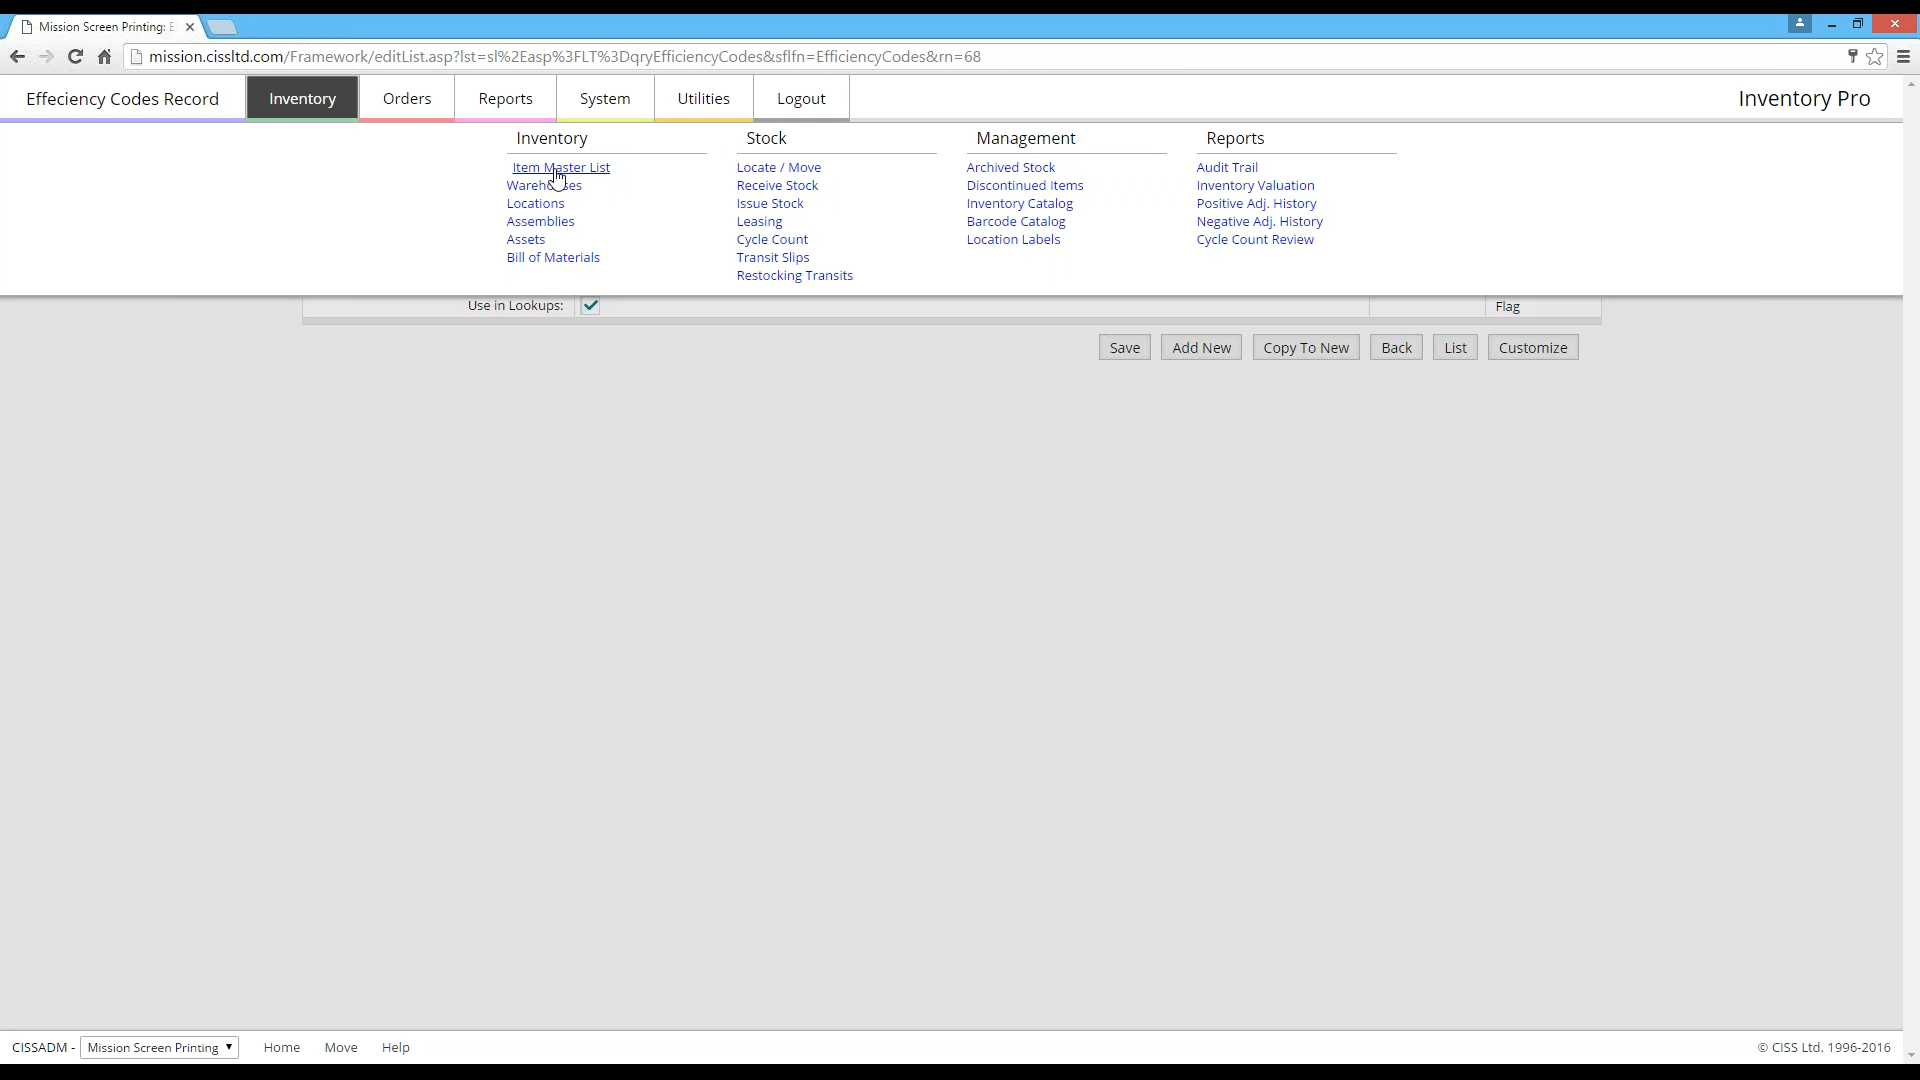 Mission Screen Printing: E
mission.cissltd.com/Framework/editList.asp?lst=sl%2Easp%3FLT%3DqryEfficiencyCodes&sflfn=EfficiencyCodes&rn=68
Effeciency Codes Record
Inventory
Orders
Reports
System
Utilities
Logout
Inventory Pro
Inventory
Item Master List
Warehouses
Locations
Assemblies
Assets
Bill of Materials
Stock
Locate / Move
Receive Stock
Issue Stock
Leasing
Cycle Count
Transit Slips
Restocking Transits
Management
Archived Stock
Discontinued Items
Inventory Catalog
Barcode Catalog
Location Labels
Reports
Audit Trail
Inventory Valuation
Positive Adj. History
Negative Adj. History
Cycle Count Review
Use in Lookups:
Flag
Save
Add New
Copy To New
Back
List
Customize
CISSADM - Mission Screen Printing
Home
Move
Help
© CISS Ltd. 1996-2016